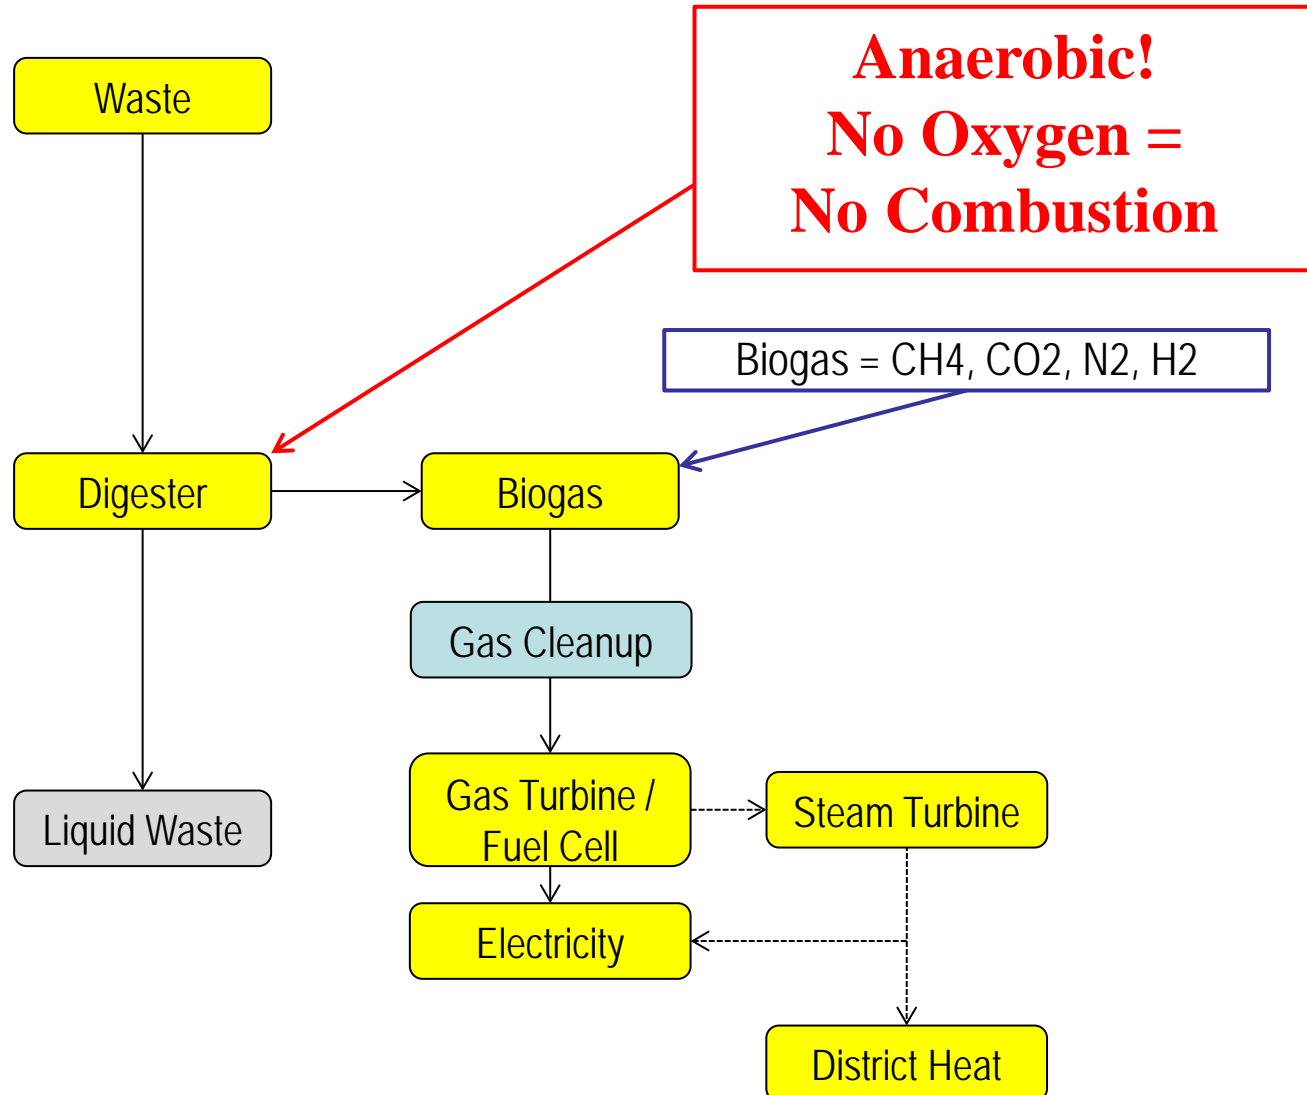 Anaerobic!
No Oxygen =
No Combustion
Waste
Biogas = CH4, CO2, N2, H2
Digester
Biogas
Gas Cleanup
Gas Turbine /
Fuel Cell
Steam Turbine
Liquid Waste
Electricity
District Heat